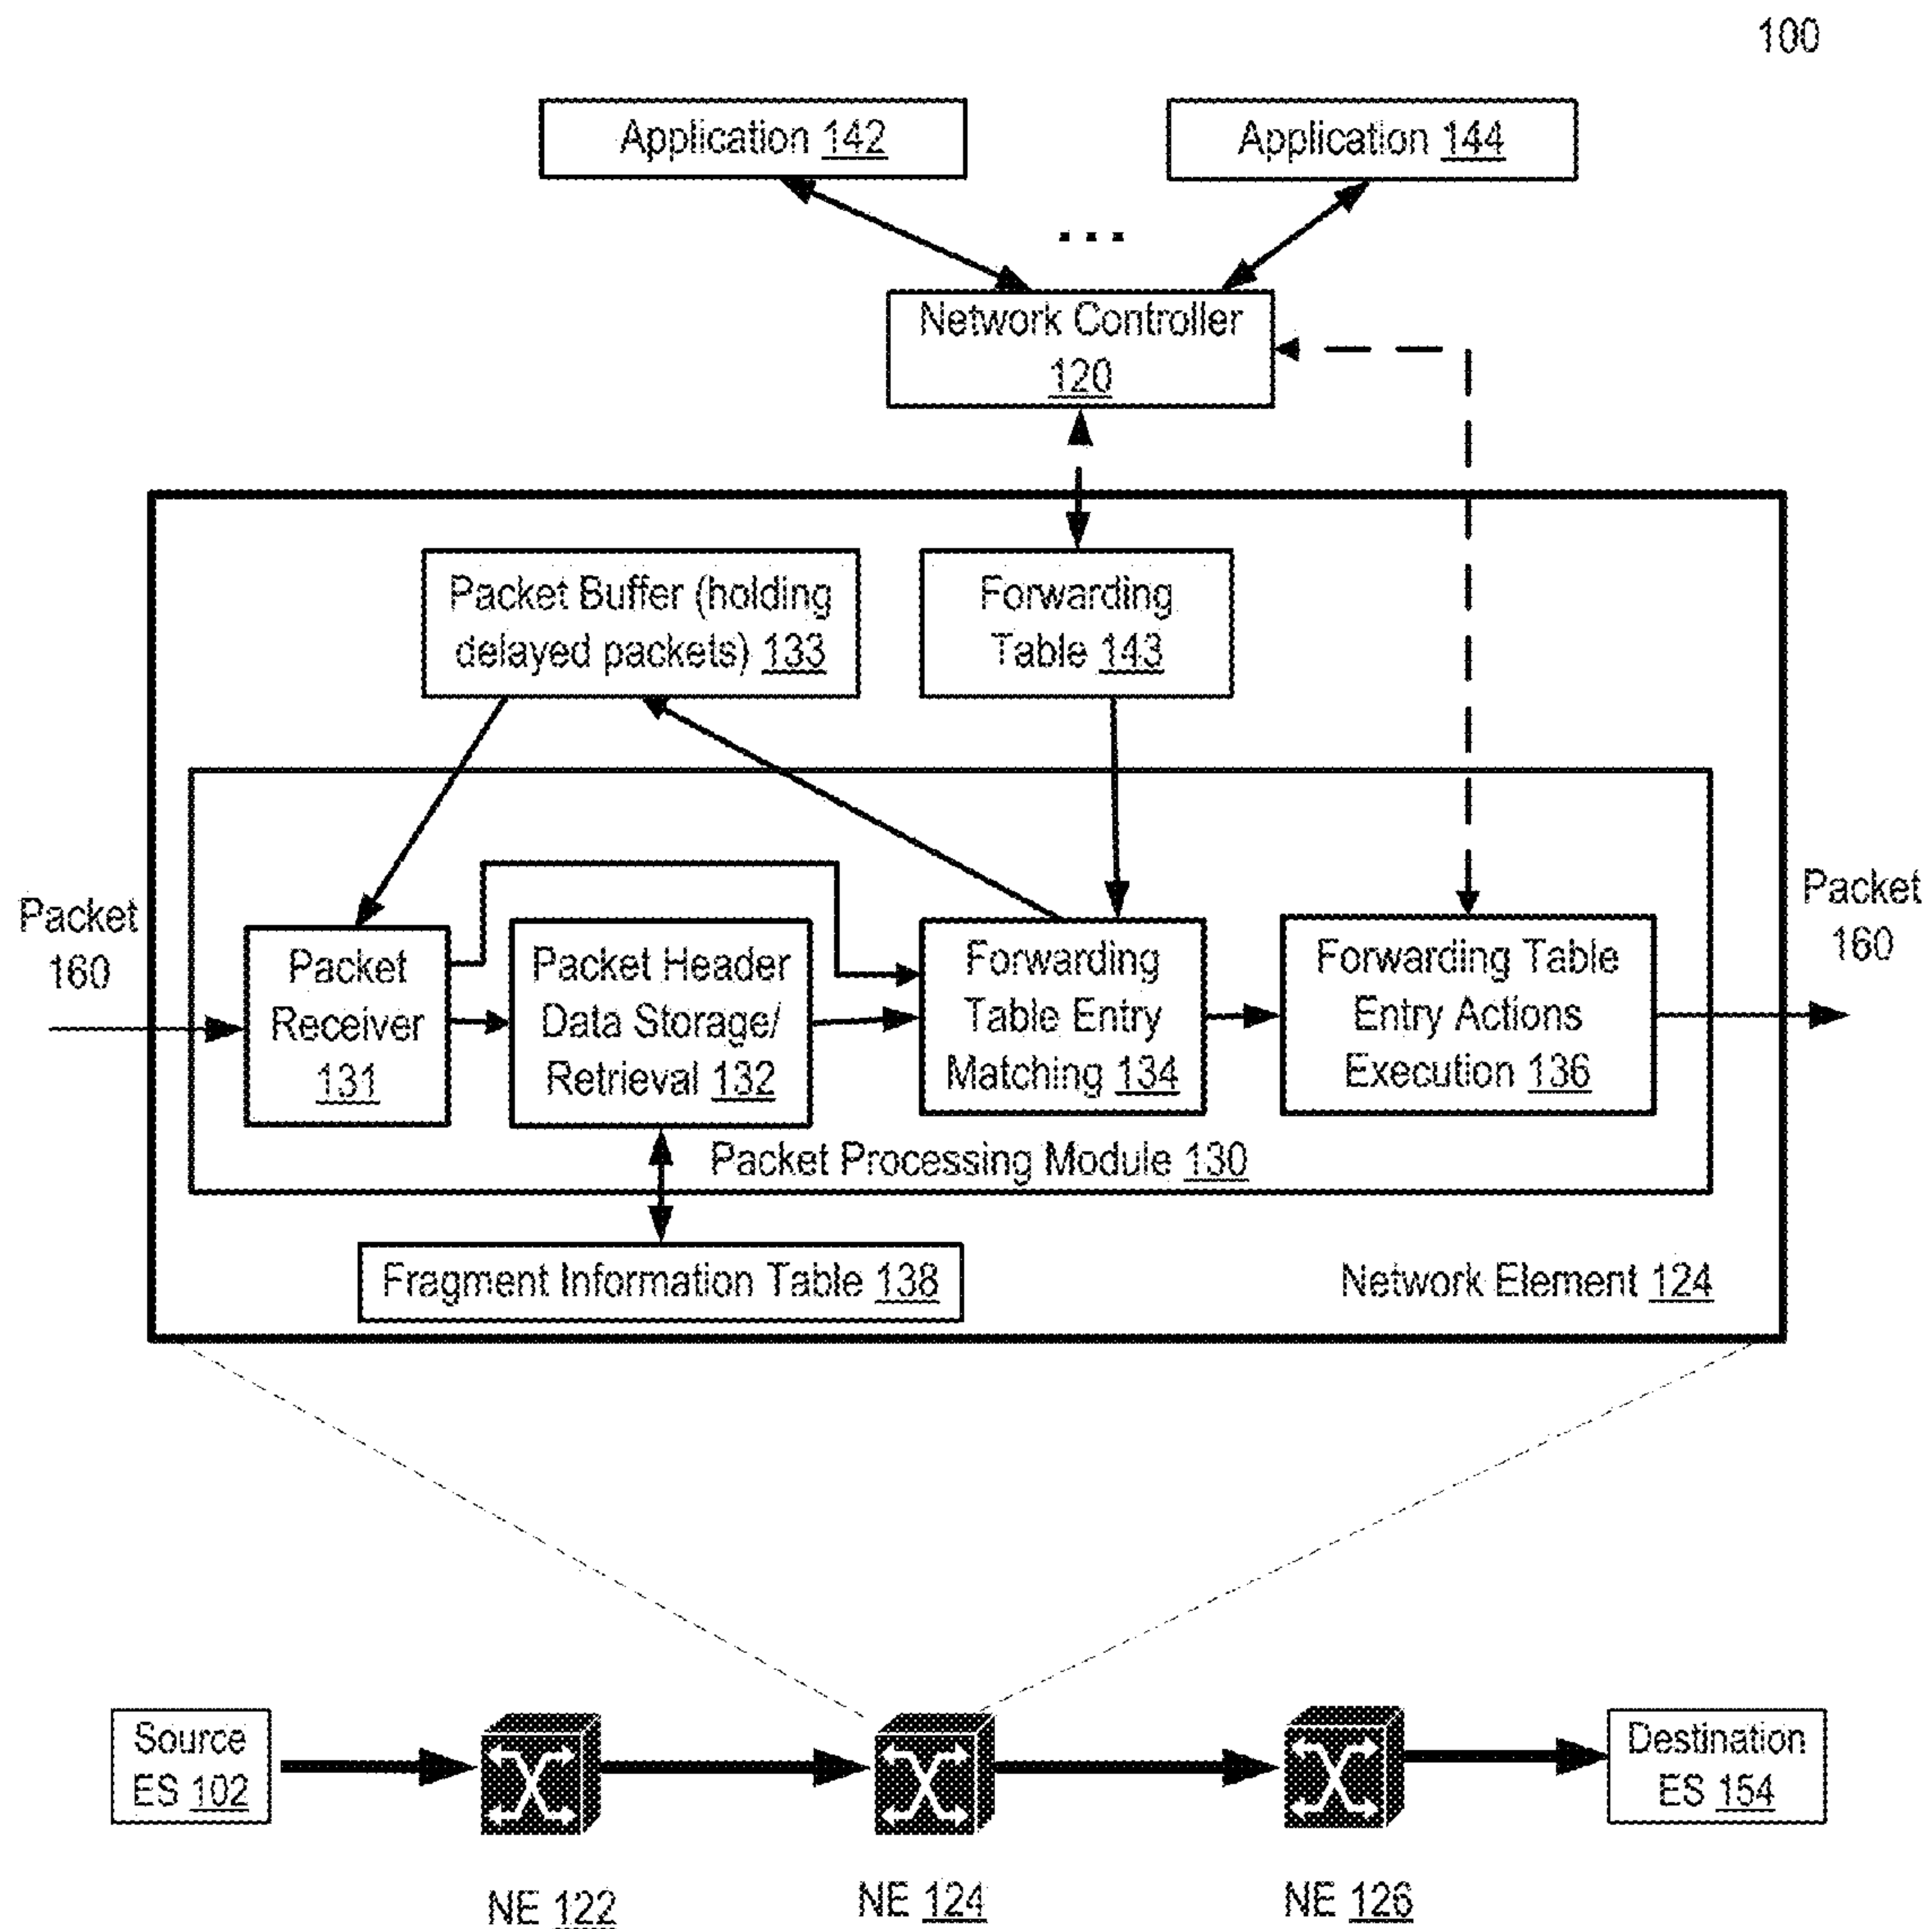 100
Application 142
Application 144
...
Network Controller
120
Packet Buffer (holding
delayed packets) 133
Forwarding
Table 143
Packet
160
Packet
Receiver
131
Packet Header
Data Storage/
Retrieval 132
Forwarding
Table Entry
Matching 134
Forwarding Table
Entry Actions
Execution 136
Packet
160
Packet Processing Module 130
Fragment Information Table 138
Network Element 124
Source
ES 102
Destination
ES 154
NE 122
NE 124
NE 126